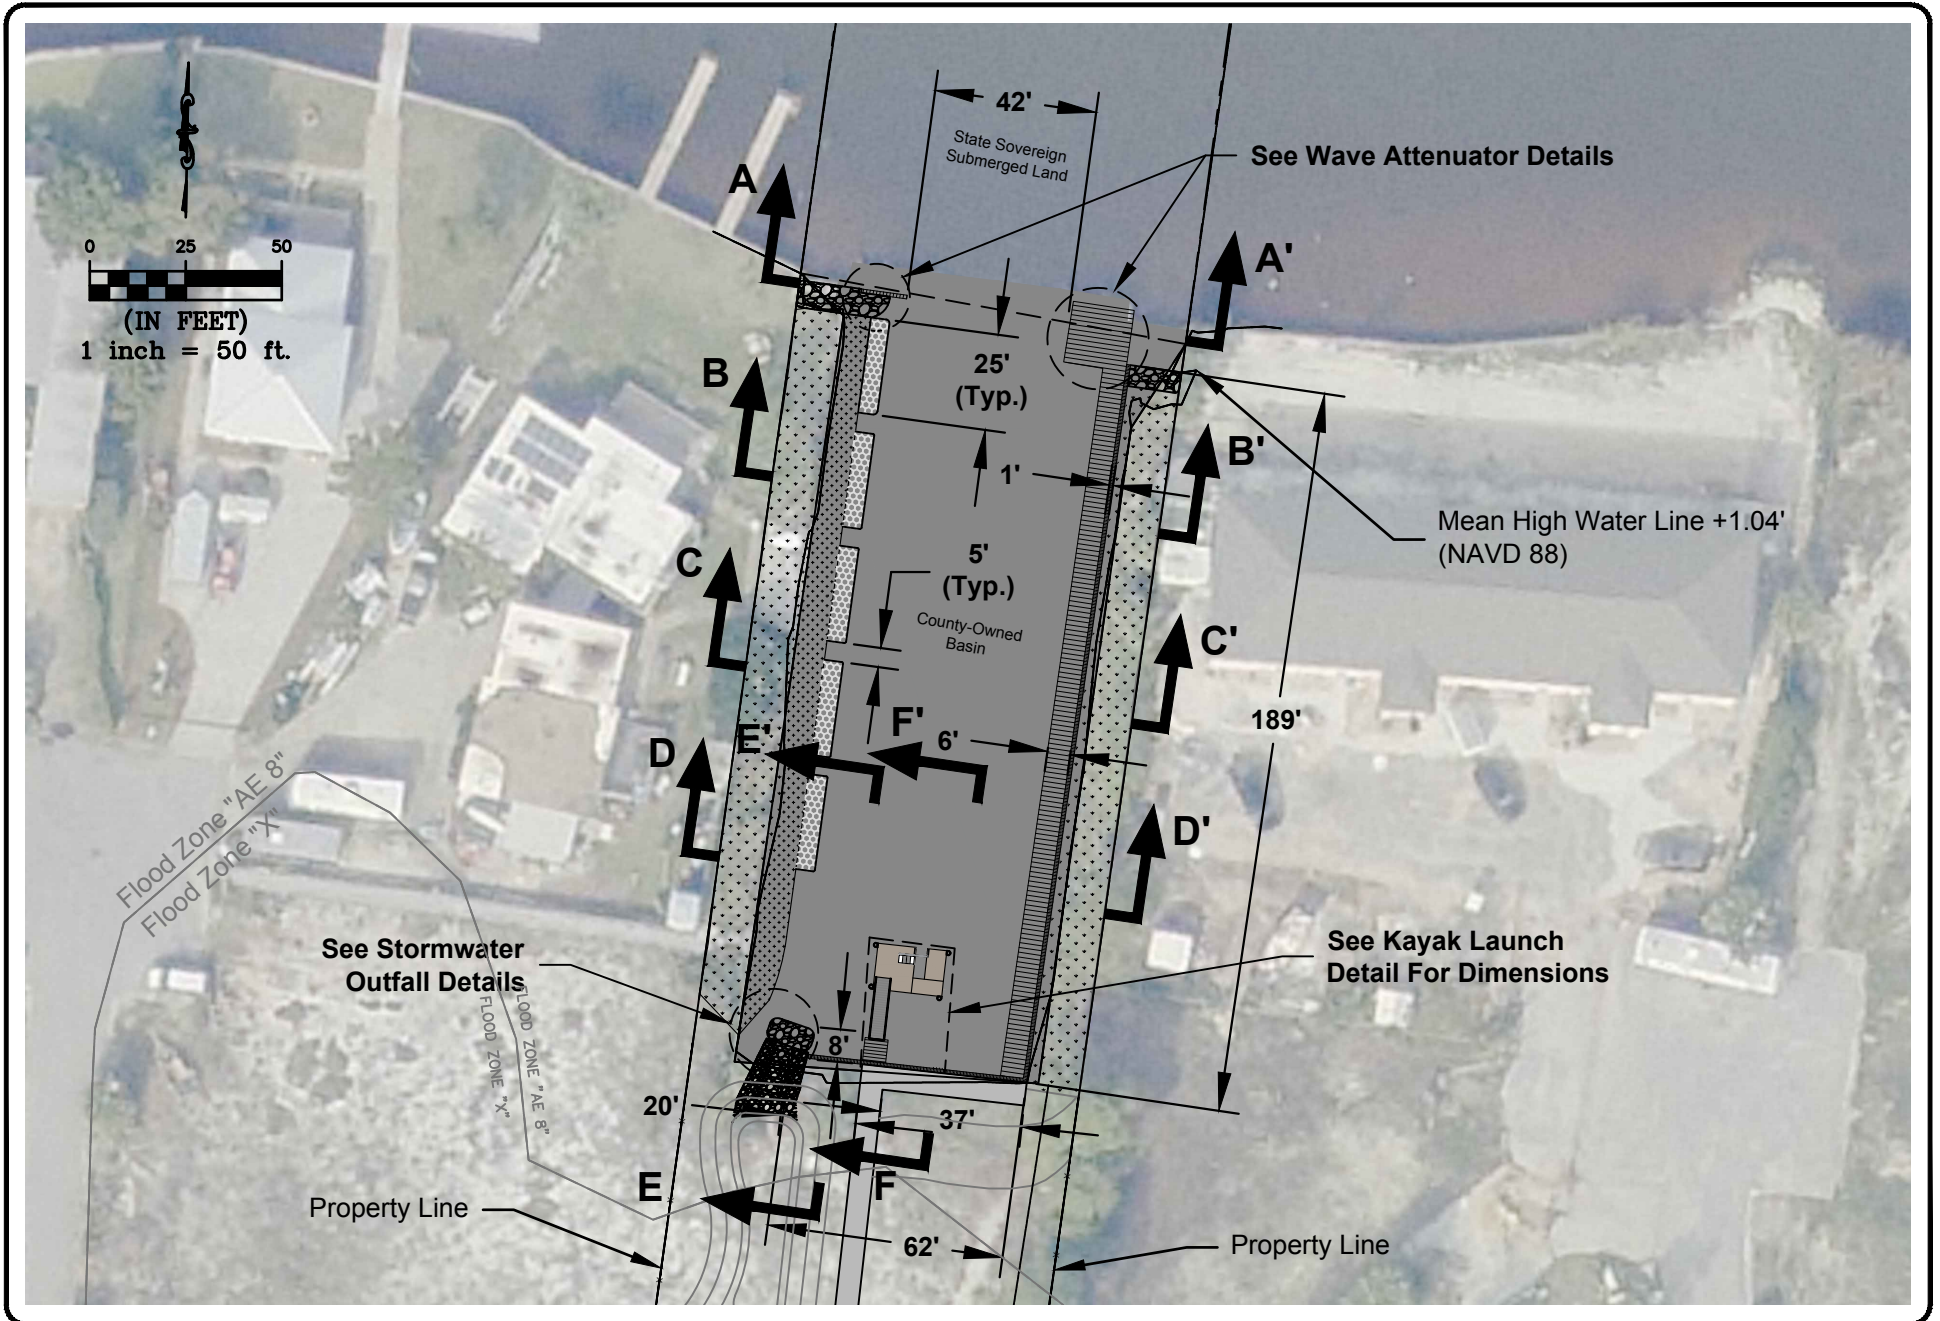 42'
State Sovereign
Submerged Land
See Wave Attenuator Details
A
A'
0 25 50
(IN FEET)
1 inch = 50 ft.
25'
(Typ.)
B
B'
1'
Mean High Water Line +1.04'
(NAVD 88)
5'
(Typ.)
C
C'
County-Owned
Basin
189'
D
E'
F'
6'
D'
Flood Zone "AE 8"
Flood Zone "X"
See Stormwater
Outfall Details
See Kayak Launch
Detail For Dimensions
FLOOD ZONE "AE 8"
FLOOD ZONE "X"
8'
20'
37'
E
F
Property Line
62'
Property Line